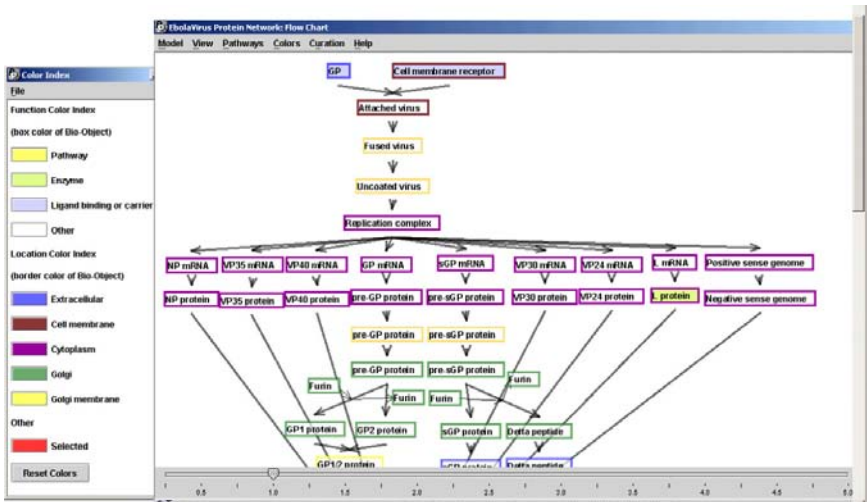 EbolaVirus Protein Network: Flow Chart
Model View Pathways Colors Curation Help
Color Index
File
Function Color Index
(box color of Bio-Object)
Pathway
Enzyme
Ligand binding or carrier
Other
Location Color Index
(border color of Bio-Object)
Extracellular
Cell membrane
Cytoplasm
Golgi
Golgi membrane
Other
Selected
Reset Colors
GP Cell membrane receptor
Attached virus
Fused virus
Uncoated virus
Replication complex
NP mRNA VP35 mRNA VP40 mRNA GP mRNA sGP mRNA VP30 mRNA VP24 mRNA L mRNA Positive sense genome
NP protein VP35 protein VP40 protein pre-GP protein pre-sGP protein VP30 protein VP24 protein L protein Negative sense genome
pre-GP protein pre-sGP protein
pre-GP protein pre-sGP protein
Furin Furin Furin Furin
GP1 protein GP2 protein sGP protein Delta peptide
GP1/2 protein sGP protein Delta peptide
0.5 1.0 1.5 2.0 2.5 3.0 3.5 4.0 4.5 5.0